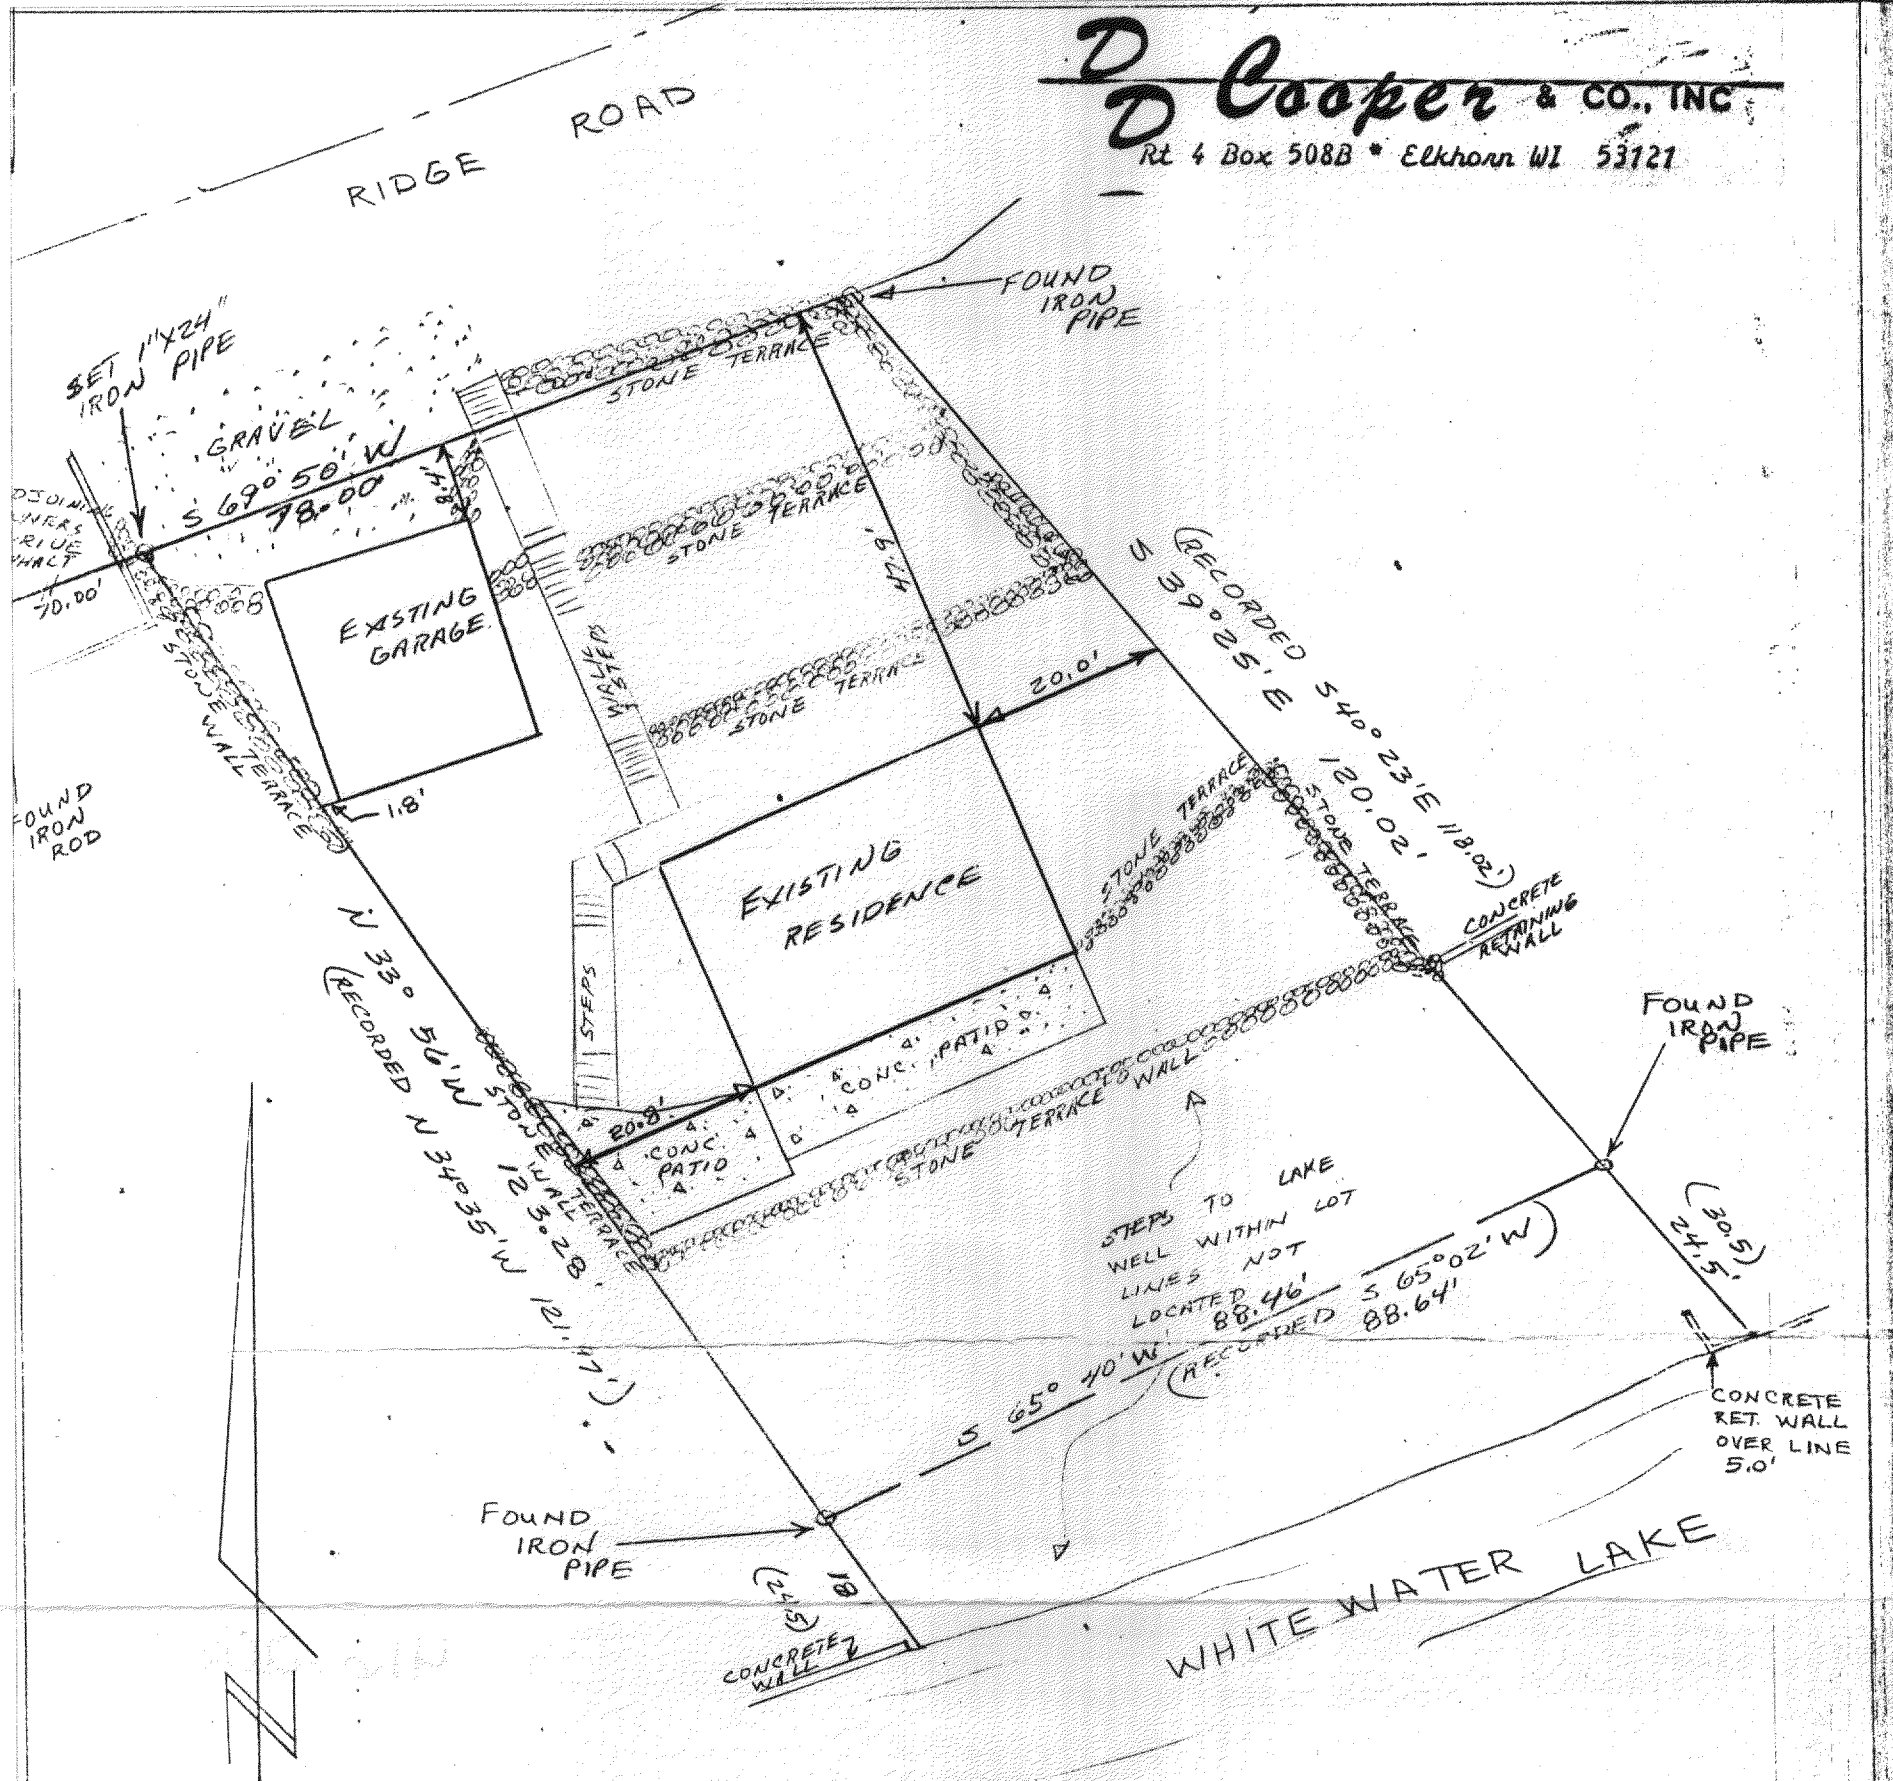 D
D Cooper & CO., INC
Rt 4 Box 508B * Elkhorn WI 53121
RIDGE ROAD
FOUND
IRON
PIPE
SET 1"X24"
IRON PIPE
GRAVEL
S 69° 50' W
78.00'
8.4'
STONE TERRACE
70.00'
EXISTING
GARAGE
STONE TERRACE
47.9'
WALK
STEPS
STONE TERRACE
20.0'
STONE TERRACE
WALL
1.8'
FOUND
IRON
ROD
S 39° 25' E 120.02'
(RECORDED S 40° 23' E 118.02')
STONE TERRACE
STONE TERRACE
CONCRETE
RETAINING
WALL
EXISTING
RESIDENCE
STEPS
N 33° 56' W 123.28'
(RECORDED N 34° 35' W 121.47')
STONE TERRACE
WALL
20.8'
CONC
PATIO
CONC. PATIO
STONE TERRACE WALL
FOUND
IRON
PIPE
STEPS TO LAKE
WELL WITHIN LOT
LINES NOT
LOCATED
S 65° 40' W 88.46'
(RECORDED S 65° 02' W)
88.64'
(30.5)
24.5'
CONCRETE
RET. WALL
OVER LINE
5.0'
FOUND
IRON
PIPE
18'
(24.5)
CONCRETE
WALL
WHITE WATER LAKE
N